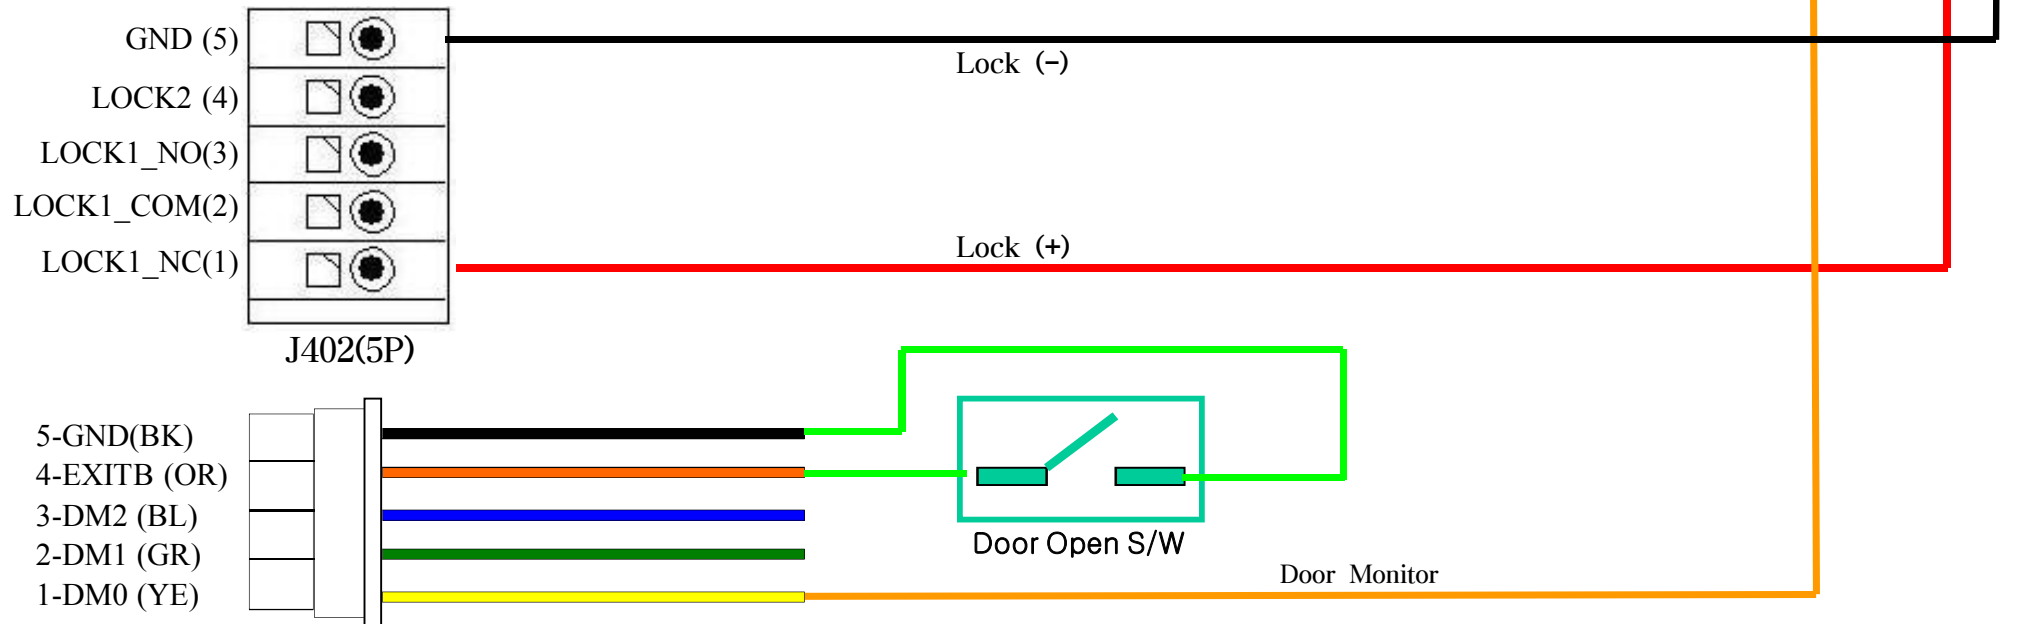 GND (5)
Lock (-)
LOCK2 (4)
LOCK1_NO(3)
LOCK1_COM(2)
Lock (+)
LOCK1_NC(1)
J402(5P)
5-GND(BK)
4-EXITB (OR)
3-DM2 (BL)
Door Open S/W
2-DM1 (GR)
Door Monitor
1-DM0 (YE)